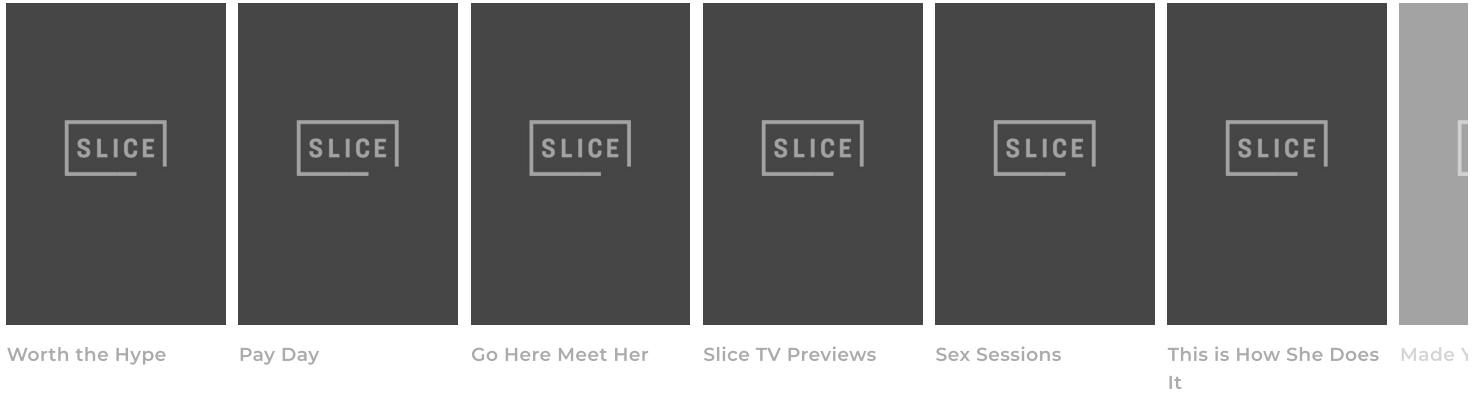 SLICE
SLICE
SLICE
SLICE
SLICE
SLICE
Worth the Hype
Pay Day
Go Here Meet Her
Slice TV Previews
Sex Sessions
This is How She Does
It
Made